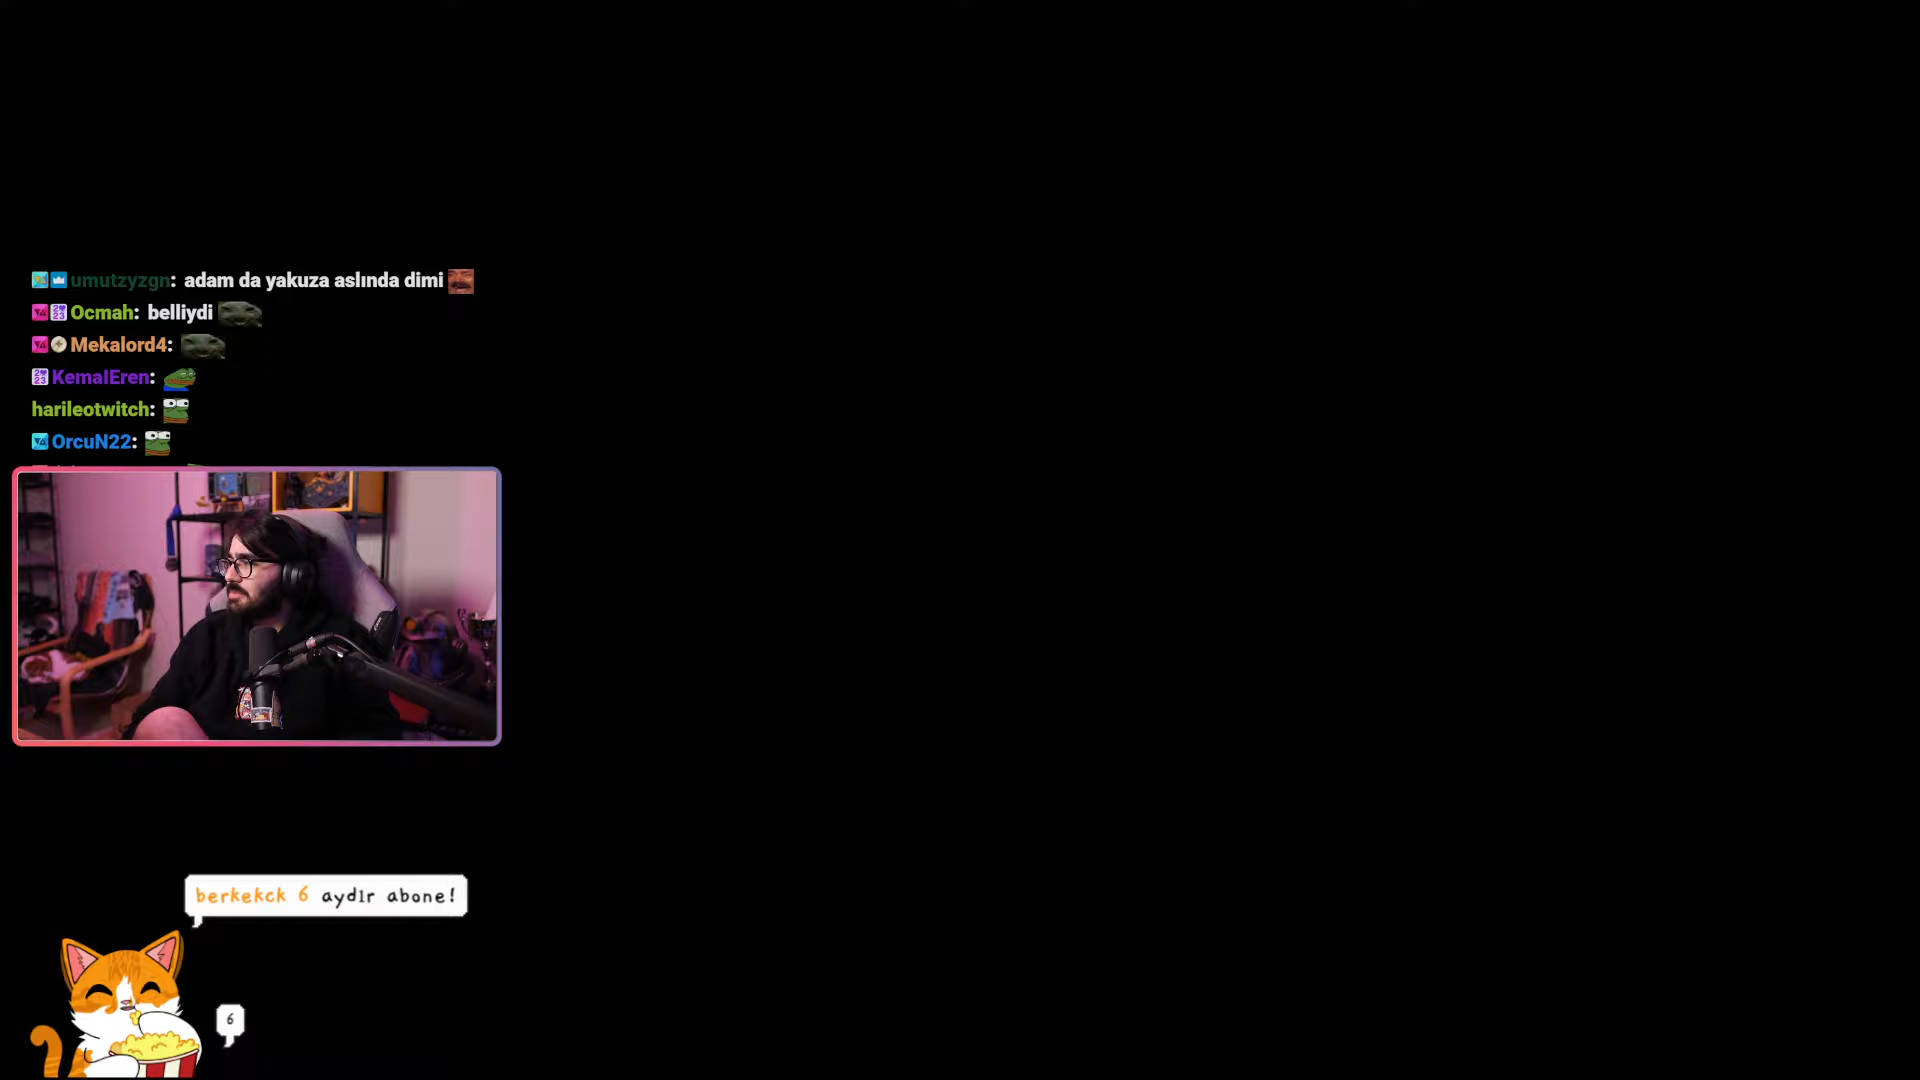 umutzyzgn: adam da yakuza aslında dimi
Ocmah: belliydi
Mekalord4:
KemalEren:
harileotwitch:
OrcuN22:
berkekck 6 aydır abone!
6